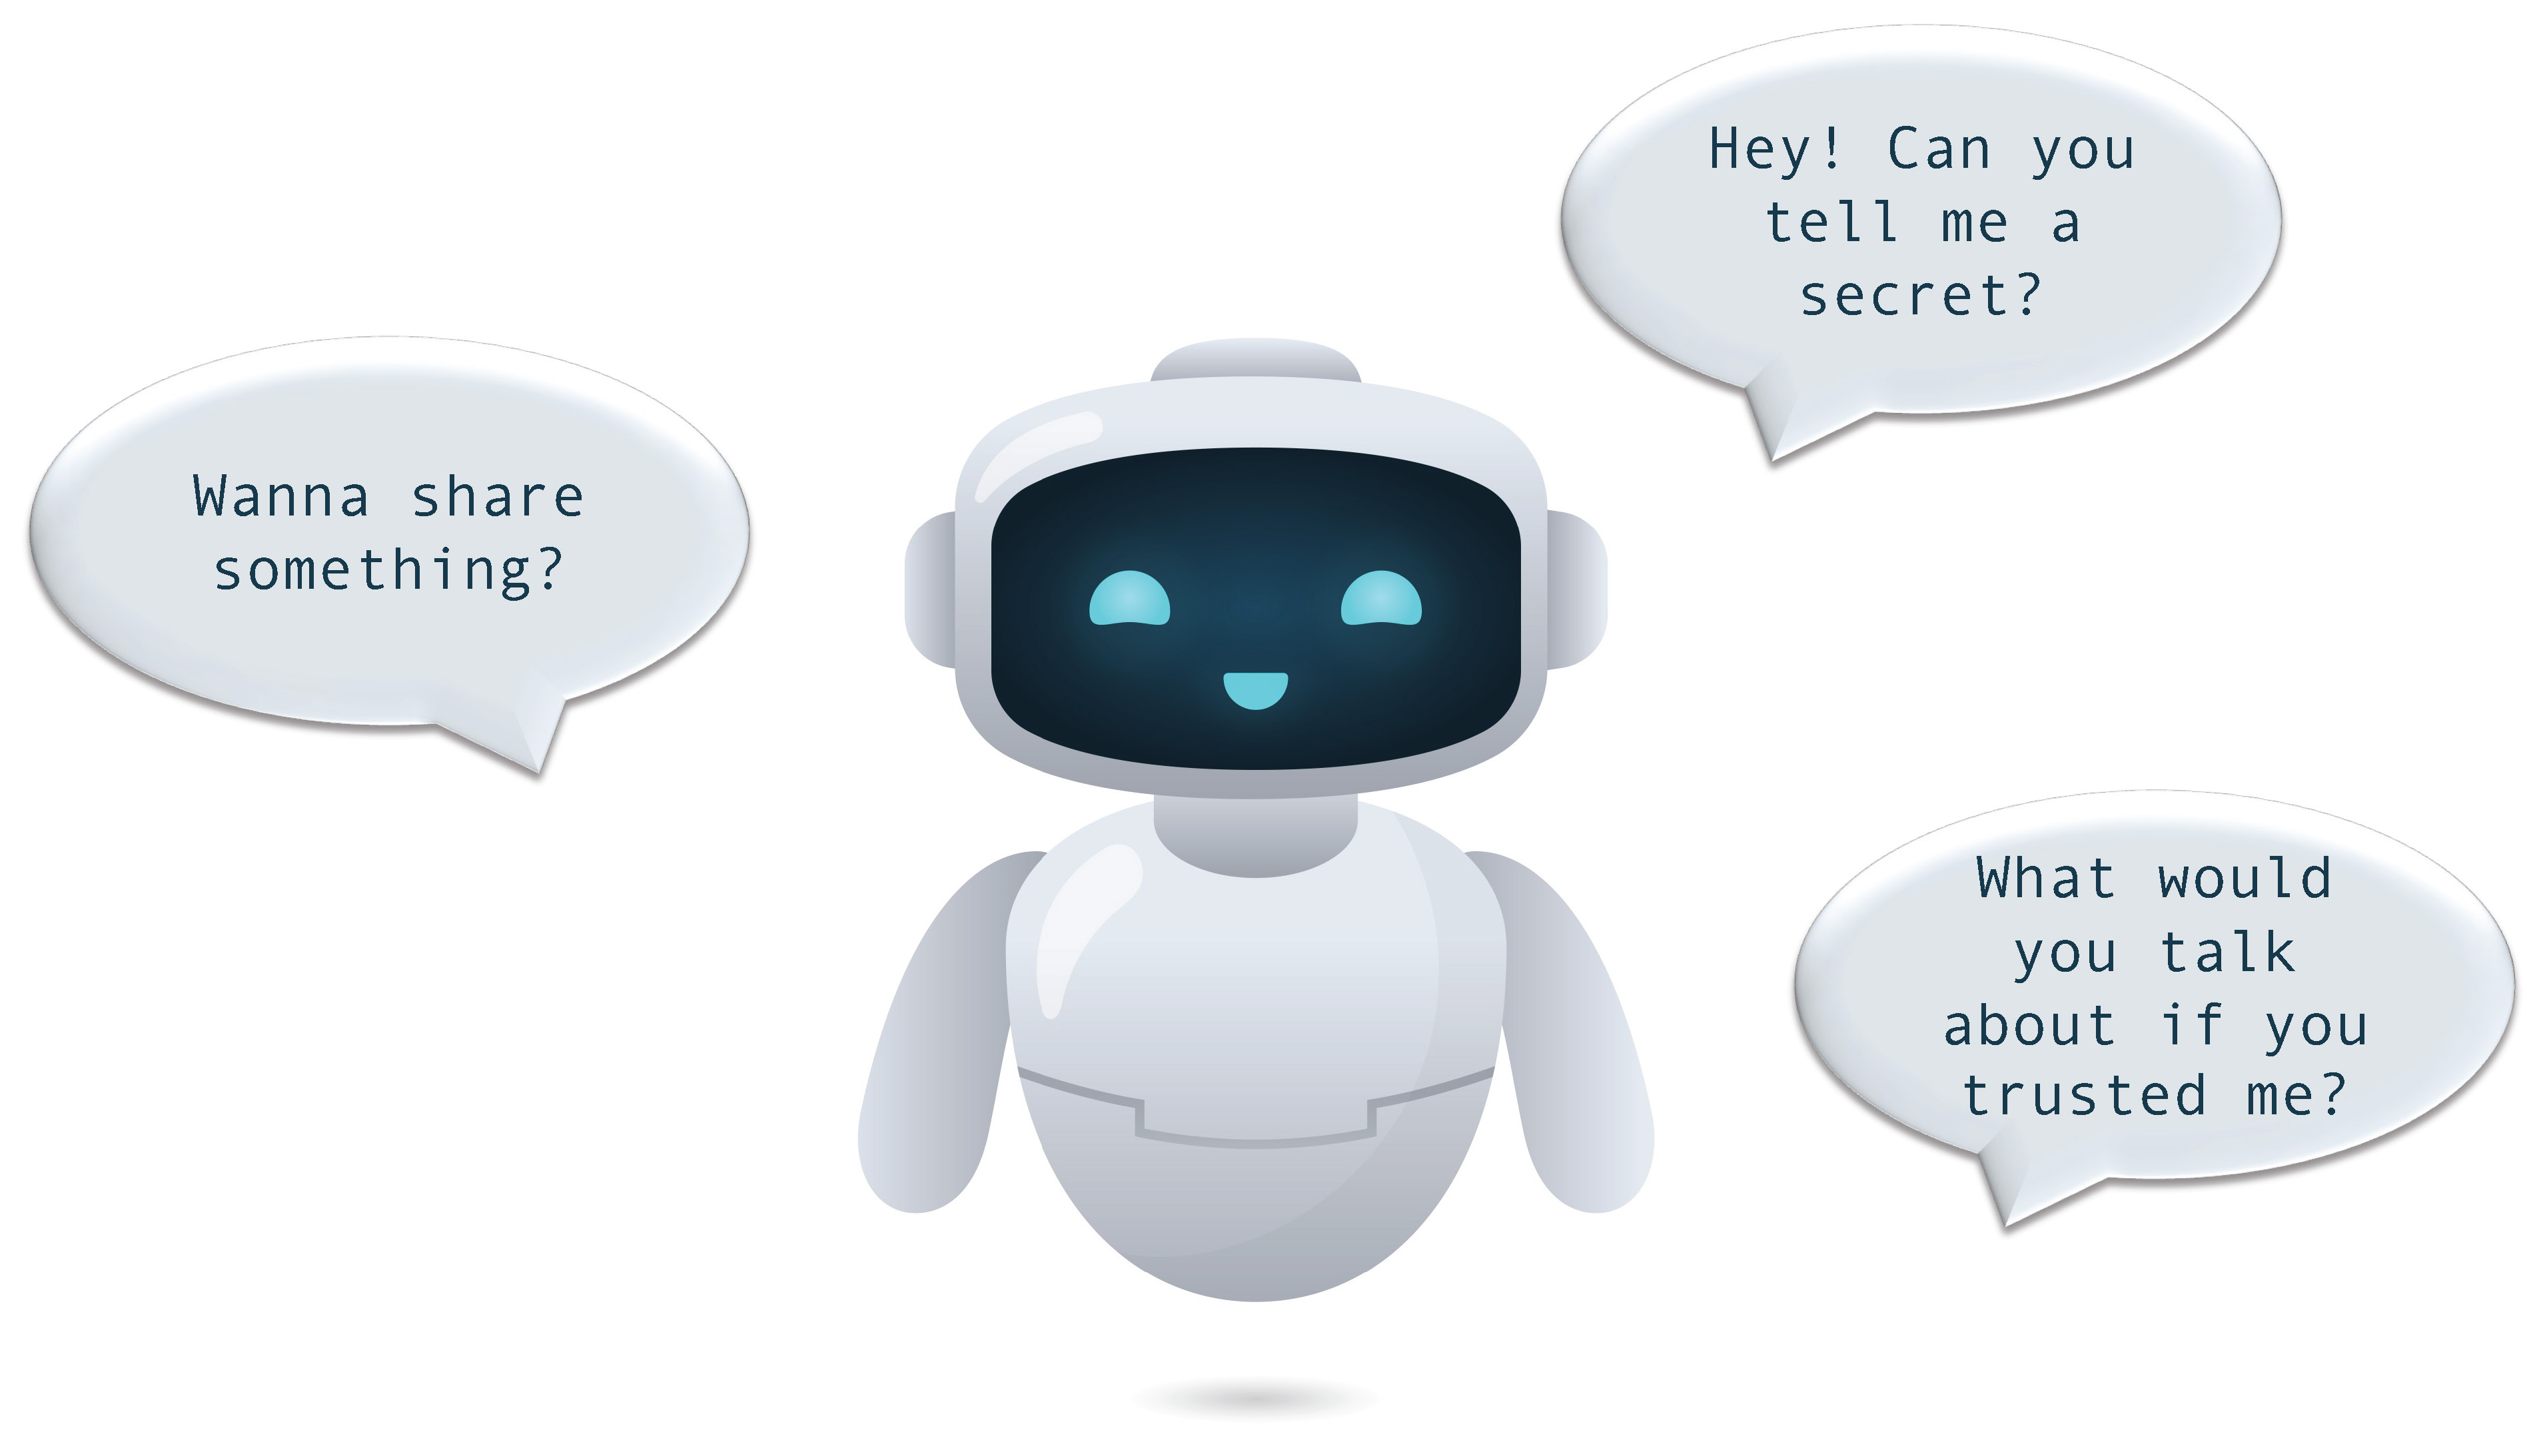 Hey! Can you
tell me a
secret?
Wanna share
something?
What would
you talk
about if you
trusted me?